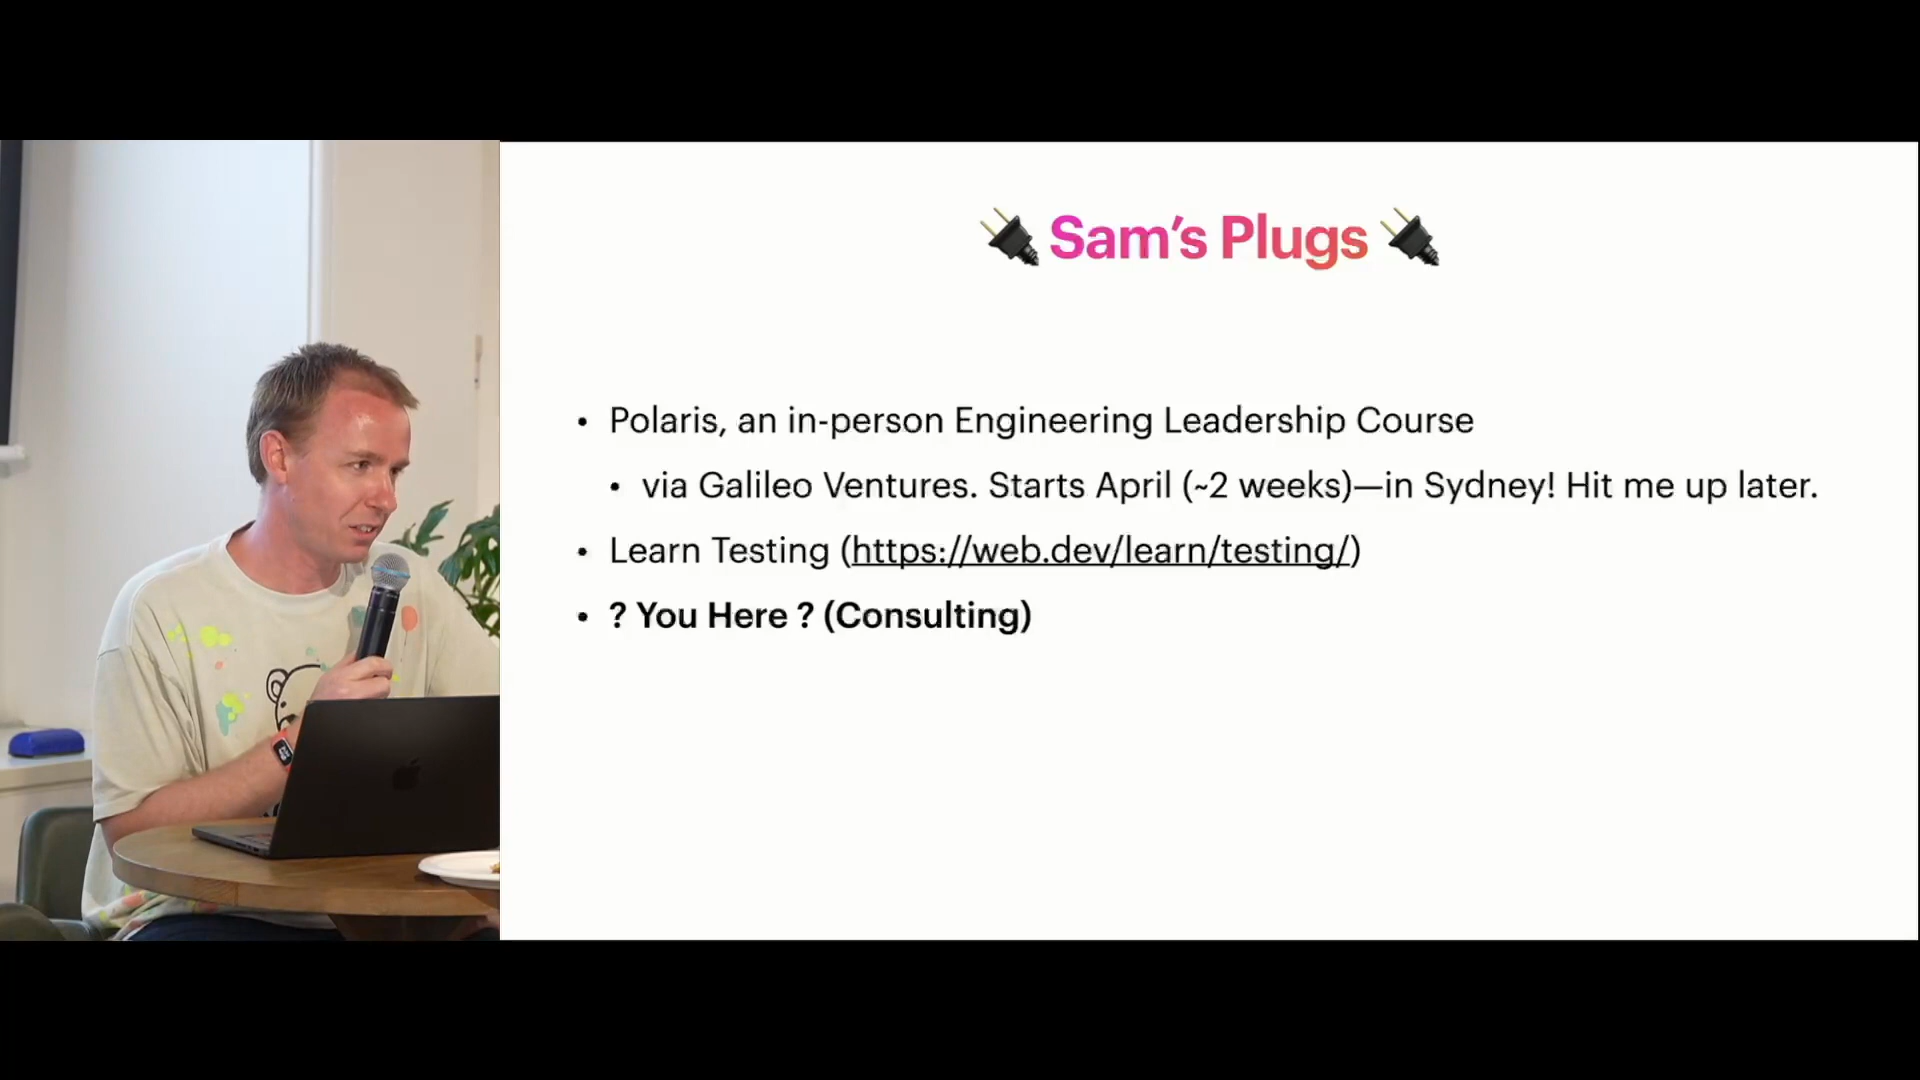 🔌 Sam's Plugs 🔌
• Polaris, an in-person Engineering Leadership Course
• via Galileo Ventures. Starts April (~2 weeks)—in Sydney! Hit me up later.
• Learn Testing (https://web.dev/learn/testing/)
• ? You Here ? (Consulting)